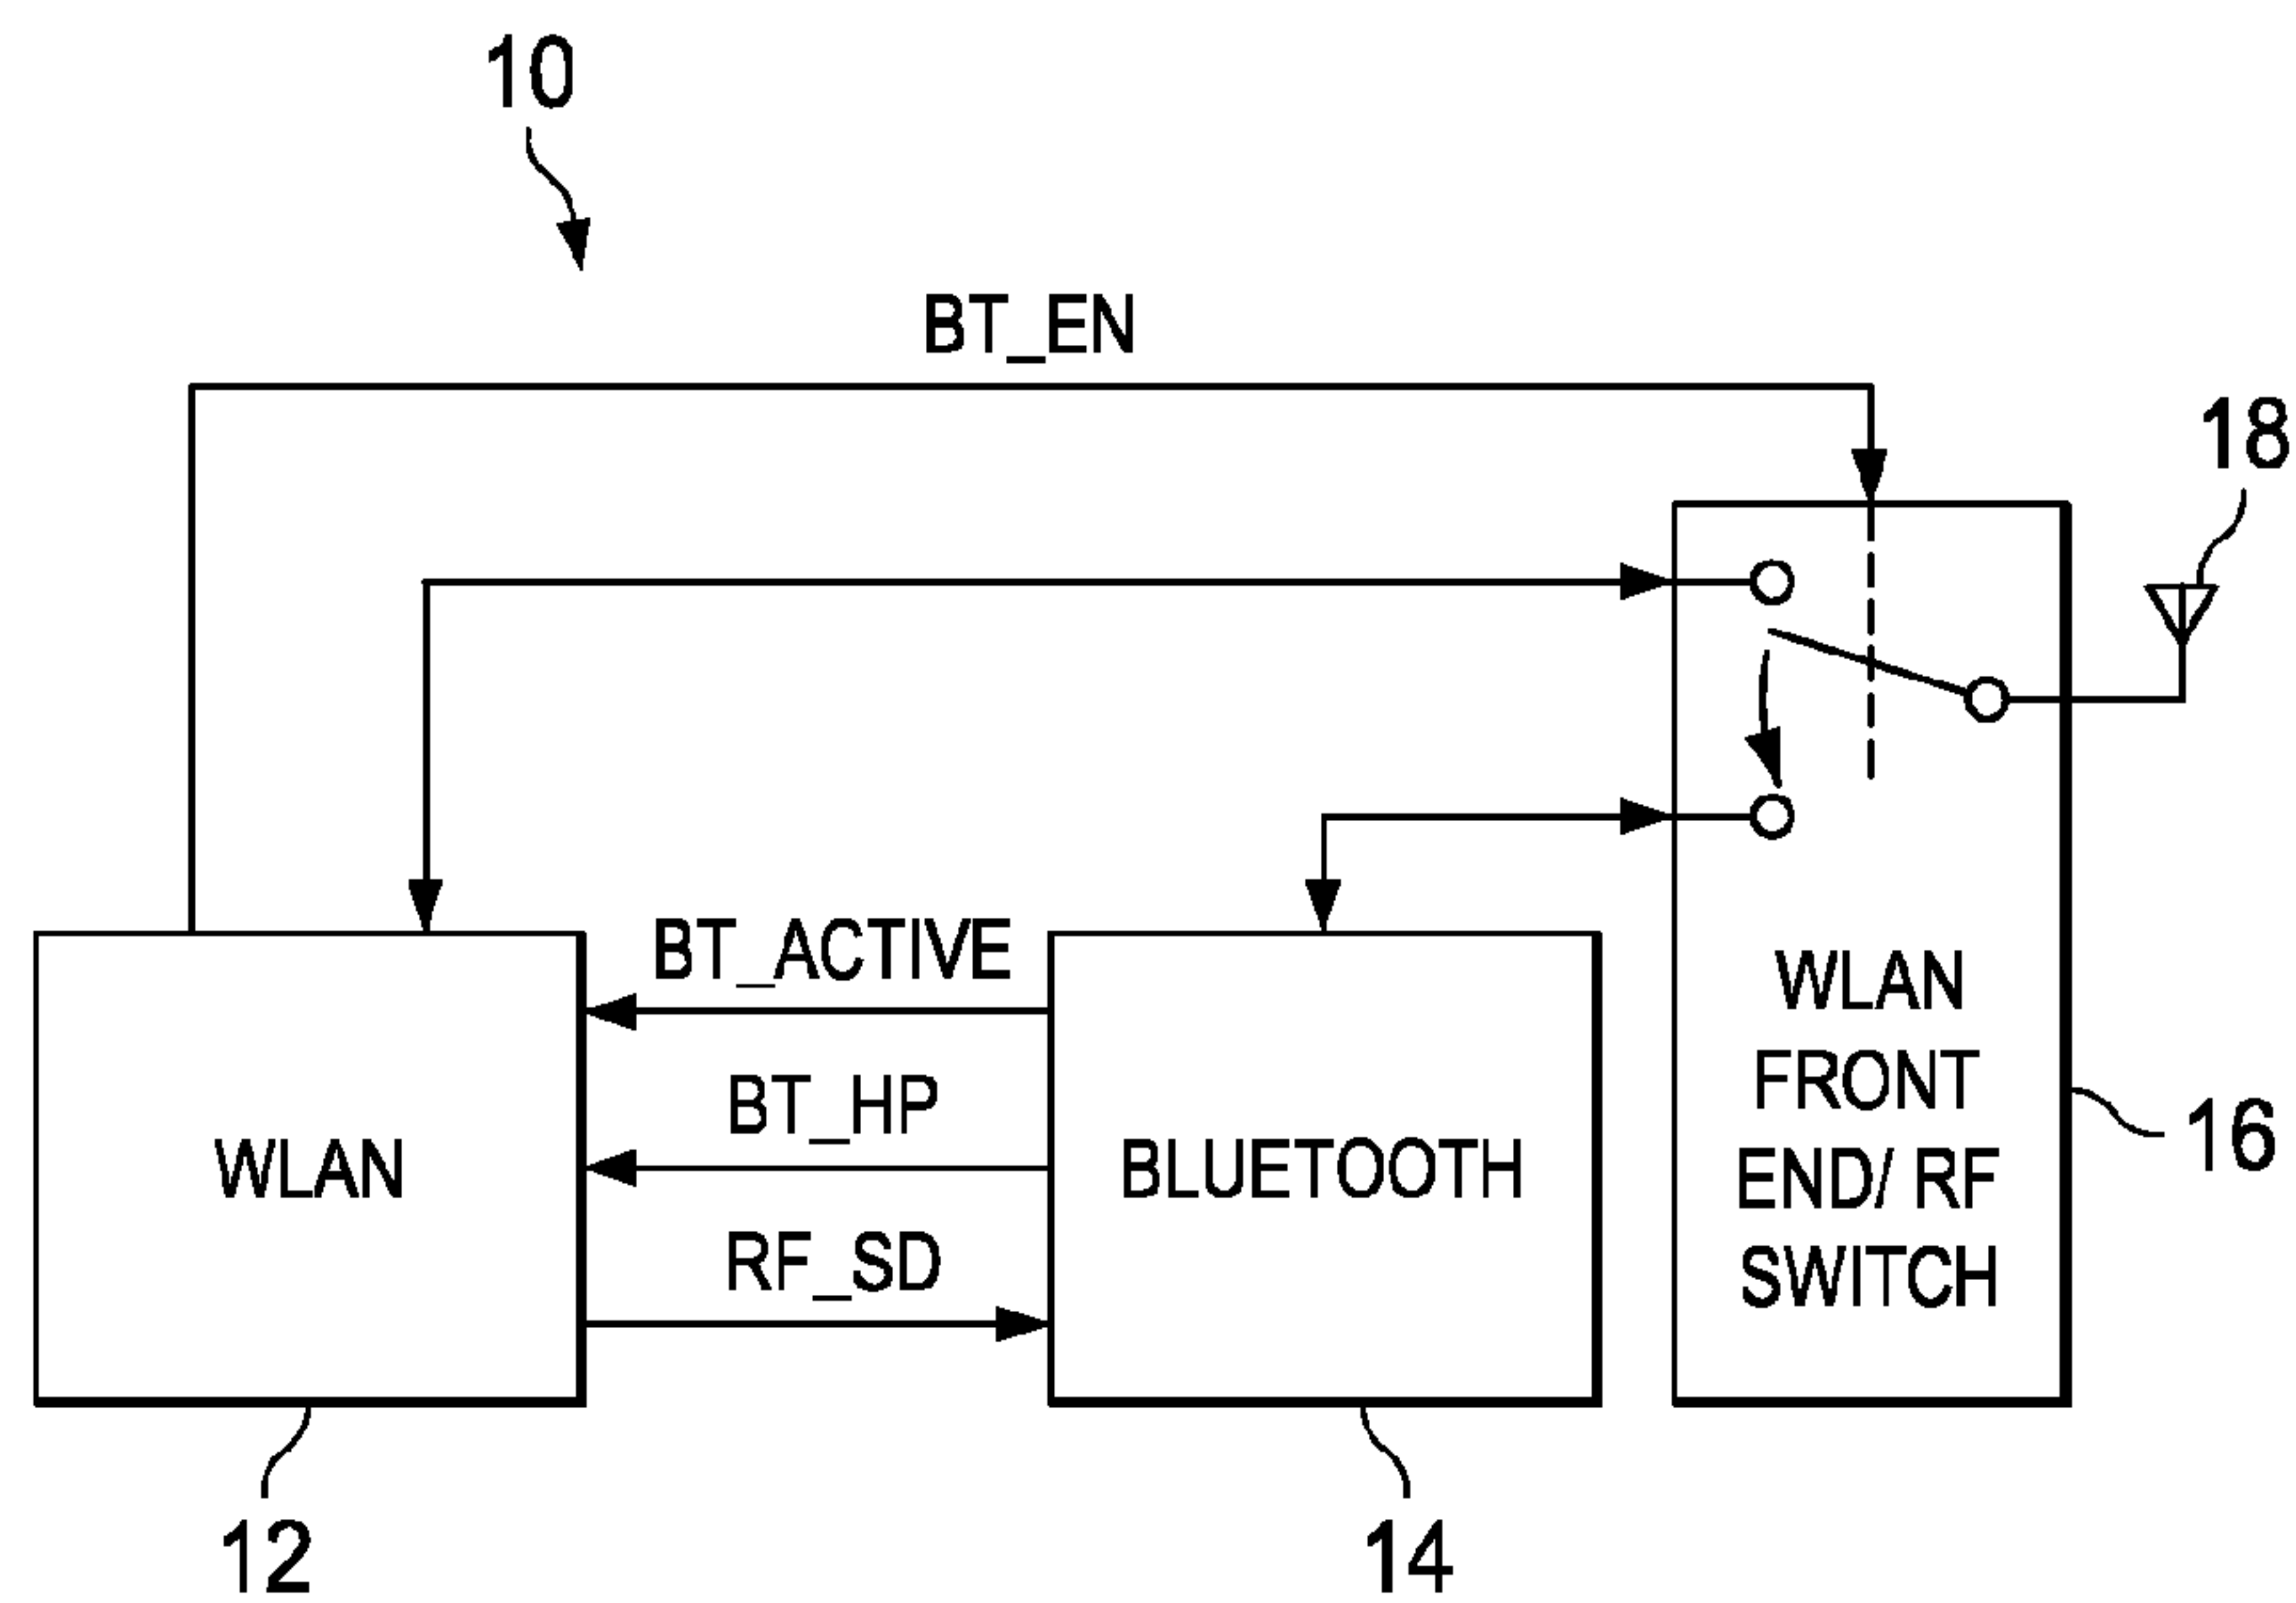 10
BT_EN
18
BT_ACTIVE
BT_HP
RF_SD
WLAN
BLUETOOTH
WLAN
FRONT
END/ RF
SWITCH
16
12
14